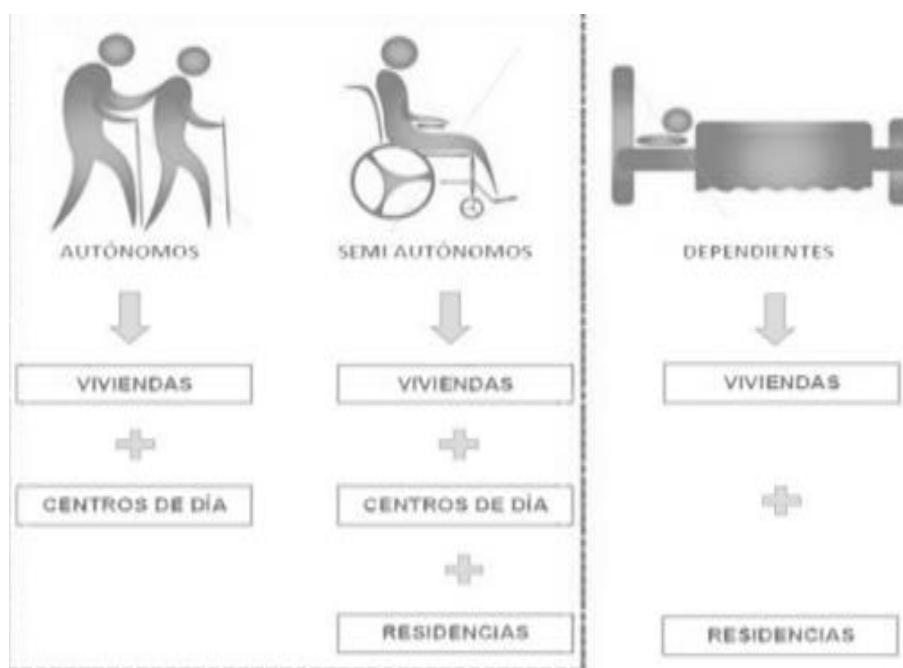 AUTÓNOMOS
SEMI AUTÓNOMOS
DEPENDIENTES
VIVIENDAS
VIVIENDAS
VIVIENDAS
CENTROS DE DÍA
CENTROS DE DÍA
RESIDENCIAS
RESIDENCIAS